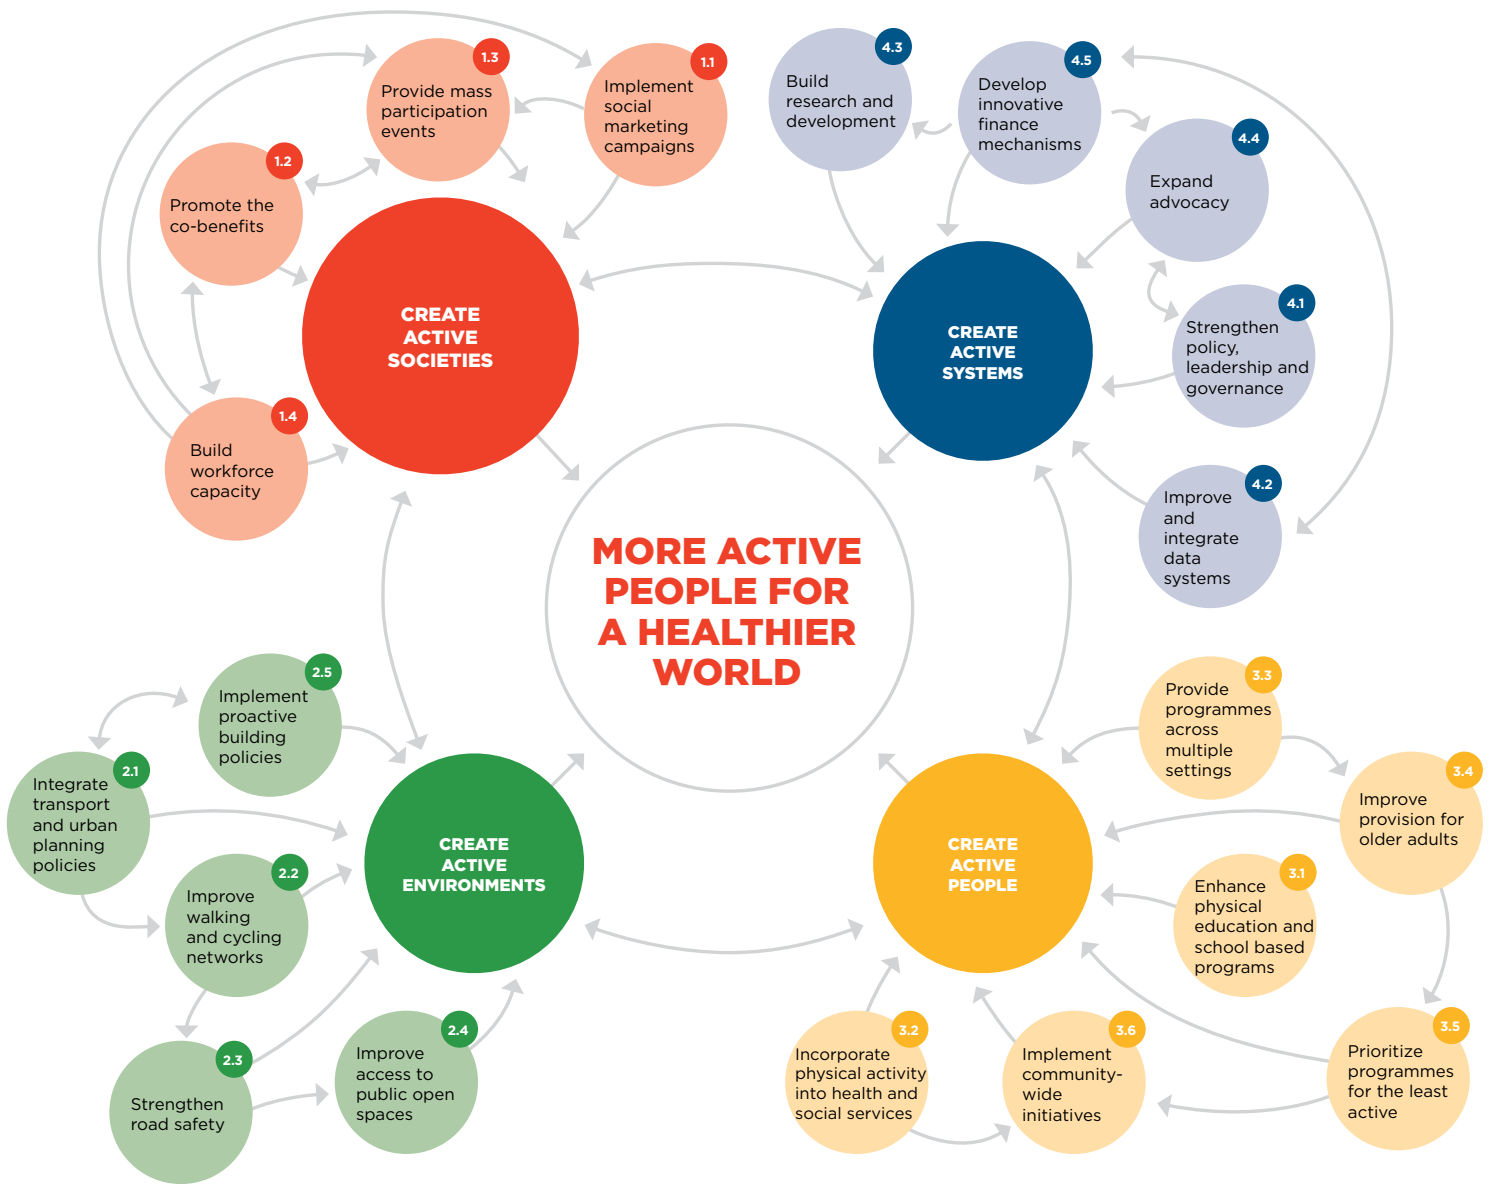 1.3
Provide mass
participation
events
1.1
Implement
social
marketing
campaigns
1.2
Promote the
co-benefits
1.4
Build
workforce
capacity
CREATE
ACTIVE
SOCIETIES
4.3
Build
research and
development
4.5
Develop
innovative
finance
mechanisms
4.4
Expand
advocacy
4.1
Strengthen
policy,
leadership and
governance
4.2
Improve
and
integrate
data
systems
CREATE
ACTIVE
SYSTEMS
MORE ACTIVE
PEOPLE FOR
A HEALTHIER
WORLD
2.5
Implement
proactive
building
policies
2.1
Integrate
transport
and urban
planning
policies
2.2
Improve
walking
and cycling
networks
2.3
Strengthen
road safety
2.4
Improve
access to
public open
spaces
CREATE
ACTIVE
ENVIRONMENTS
3.3
Provide
programmes
across
multiple
settings
3.4
Improve
provision for
older adults
3.1
Enhance
physical
education and
school based
programs
3.5
Prioritize
programmes
for the least
active
3.2
Incorporate
physical activity
into health and
social services
3.6
Implement
community-
wide
initiatives
CREATE
ACTIVE
PEOPLE